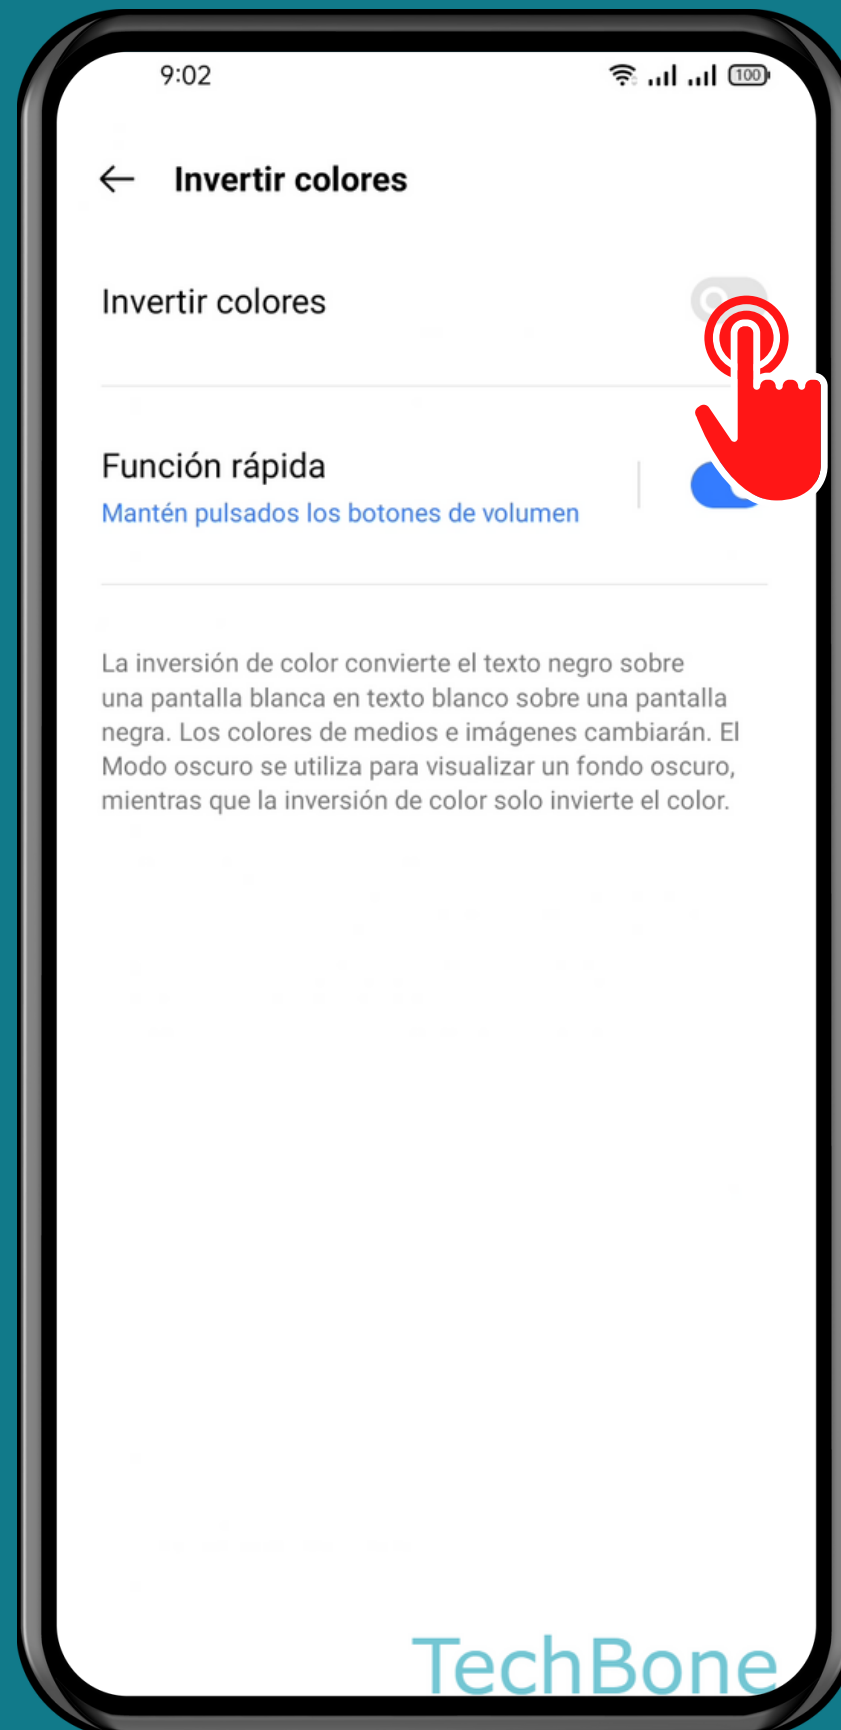 9:02
100
Invertir colores
Invertir colores
Función rápida
Mantén pulsados los botones de volumen
La inversión de color convierte el texto negro sobre
una pantalla blanca en texto blanco sobre una pantalla
negra. Los colores de medios e imágenes cambiarán. El
Modo oscuro se utiliza para visualizar un fondo oscuro,
mientras que la inversión de color solo invierte el color.
TechBone